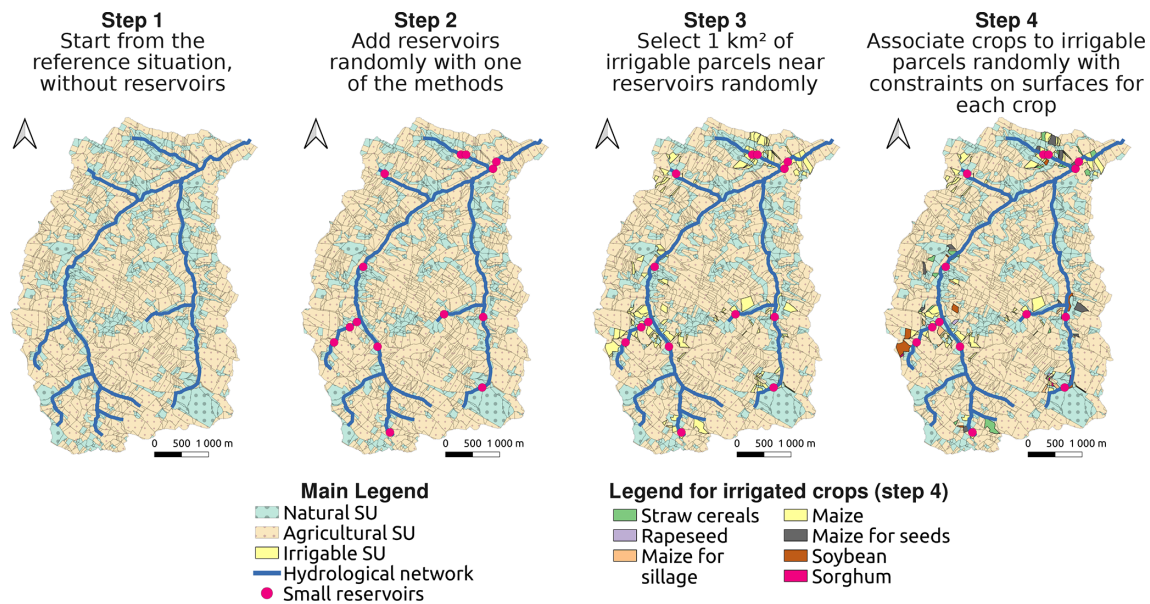 Step 1
Start from the
reference situation,
without reservoirs
Step 2
Add reservoirs
randomly with one
of the methods
Step 3
Select 1 km² of
irrigable parcels near
reservoirs randomly
Step 4
Associate crops to irrigable
parcels randomly with
constraints on surfaces for
each crop
0 500 1 000 m
0 500 1 000 m
0 500 1 000 m
0 500 1 000 m
Main Legend
Natural SU
Agricultural SU
Irrigable SU
Hydrological network
Small reservoirs
Legend for irrigated crops (step 4)
Straw cereals
Rapeseed
Maize for
sillage
Maize
Maize for seeds
Soybean
Sorghum